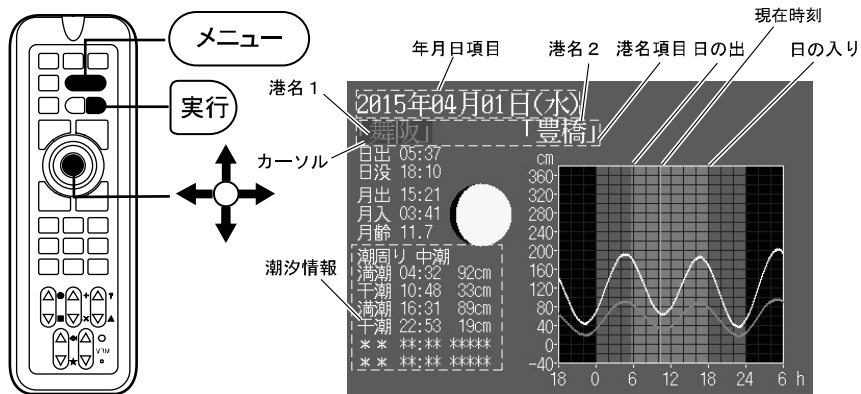 メニュー
実行
現在時刻
年月日項目
港名2
港名項目
日の出
日の入り
港名1
カーソル
潮汐情報
2015年04月01日(水)
「舞阪」
「豊橋」
日出 05:37
日没 18:10
月出 15:21
月入 03:41
月齢 11.7
潮周り 中潮
満潮 04:32 92cm
干潮 10:48 33cm
満潮 16:31 89cm
干潮 22:53 19cm
** **:** *****
** **:** *****
cm
360
320
280
240
200
160
120
80
40
0
-40
18 0 6 12 18 24 6 h